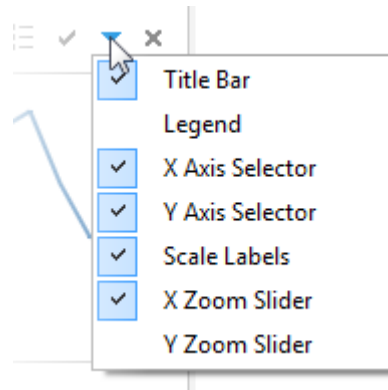 Title Bar
Legend
X Axis Selector
Y Axis Selector
Scale Labels
X Zoom Slider
Y Zoom Slider